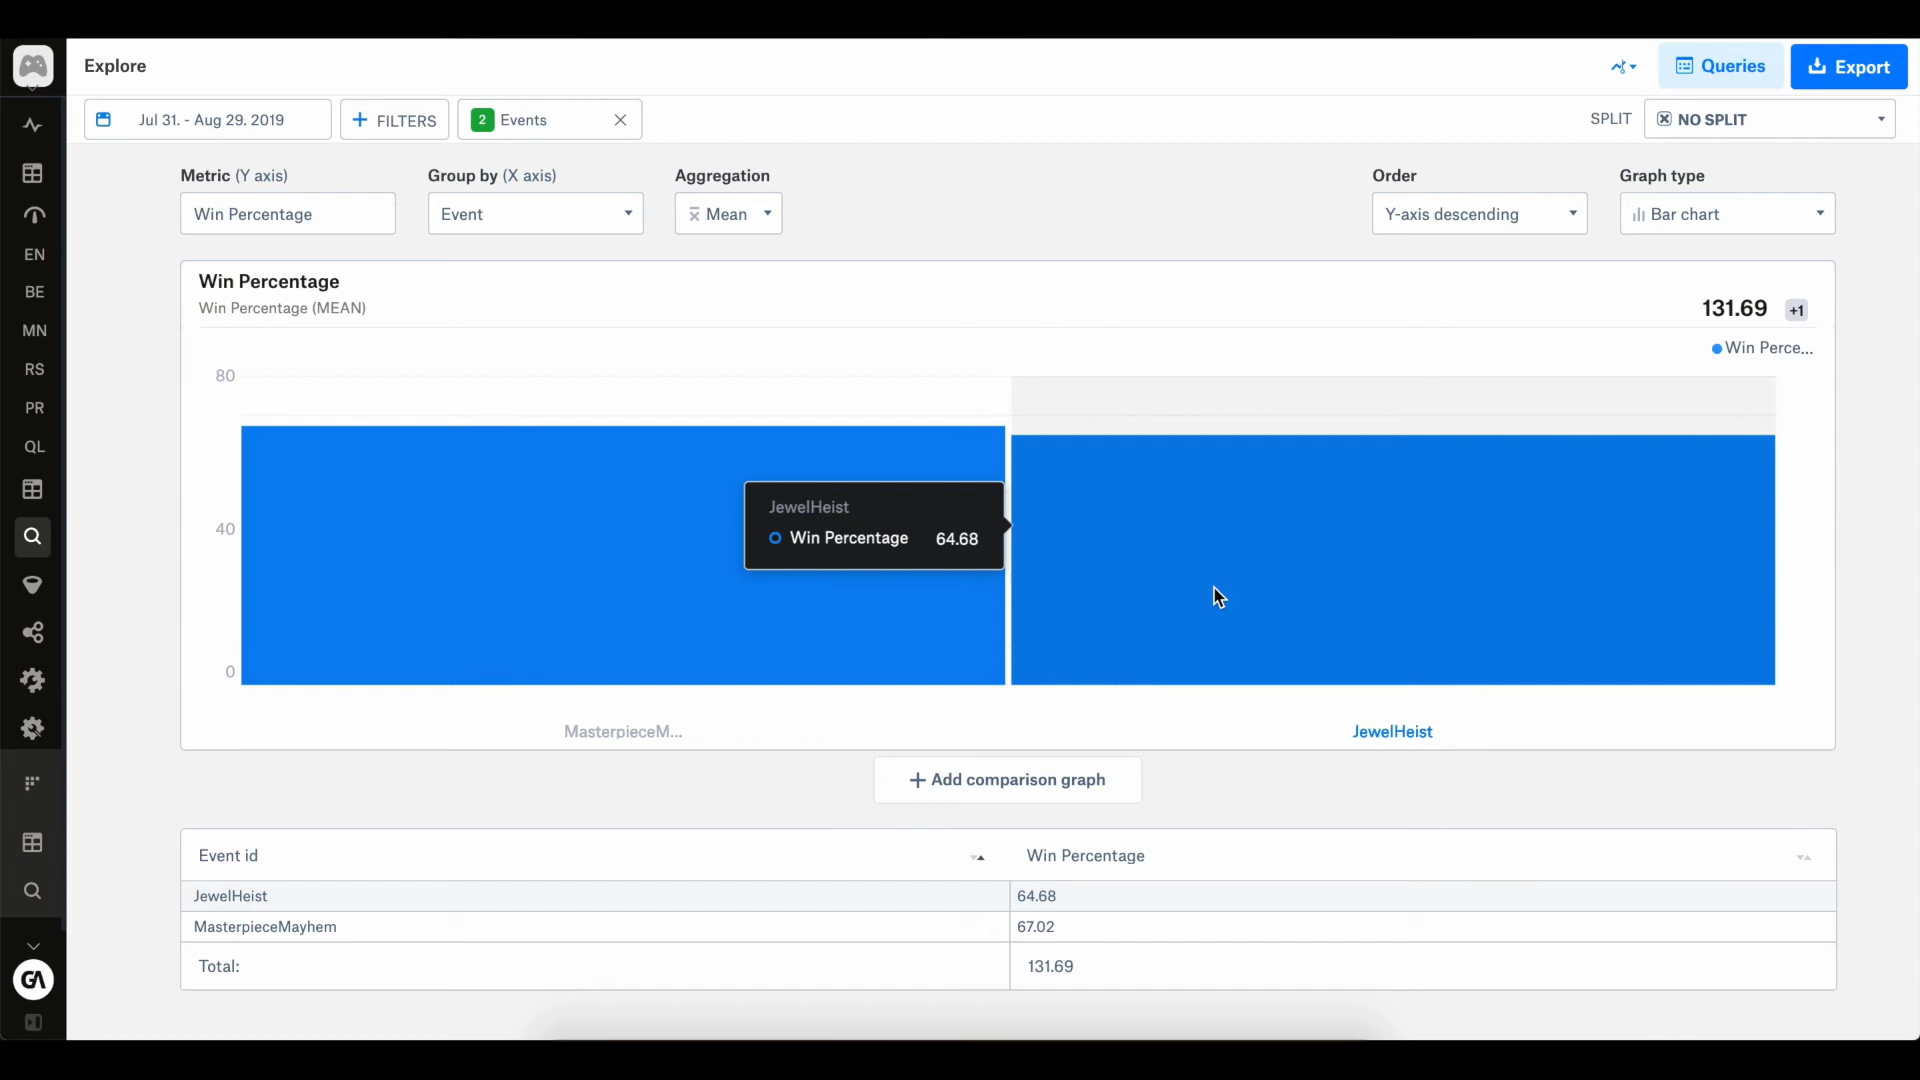 Explore
Queries
Export
Jul 31. - Aug 29. 2019
FILTERS
2 Events
SPLIT
NO SPLIT
Metric (Y axis)
Group by (X axis)
Aggregation
Order
Graph type
Win Percentage
Event
Mean
Y-axis descending
Bar chart
EN
BE
MN
RS
PR
QL
GA
Win Percentage
Win Percentage (MEAN)
131.69 +1
Win Perce...
80
40
0
JewelHeist
Win Percentage 64.68
MasterpieceM...
JewelHeist
Add comparison graph
Event id Win Percentage
JewelHeist 64.68
MasterpieceMayhem 67.02
Total: 131.69